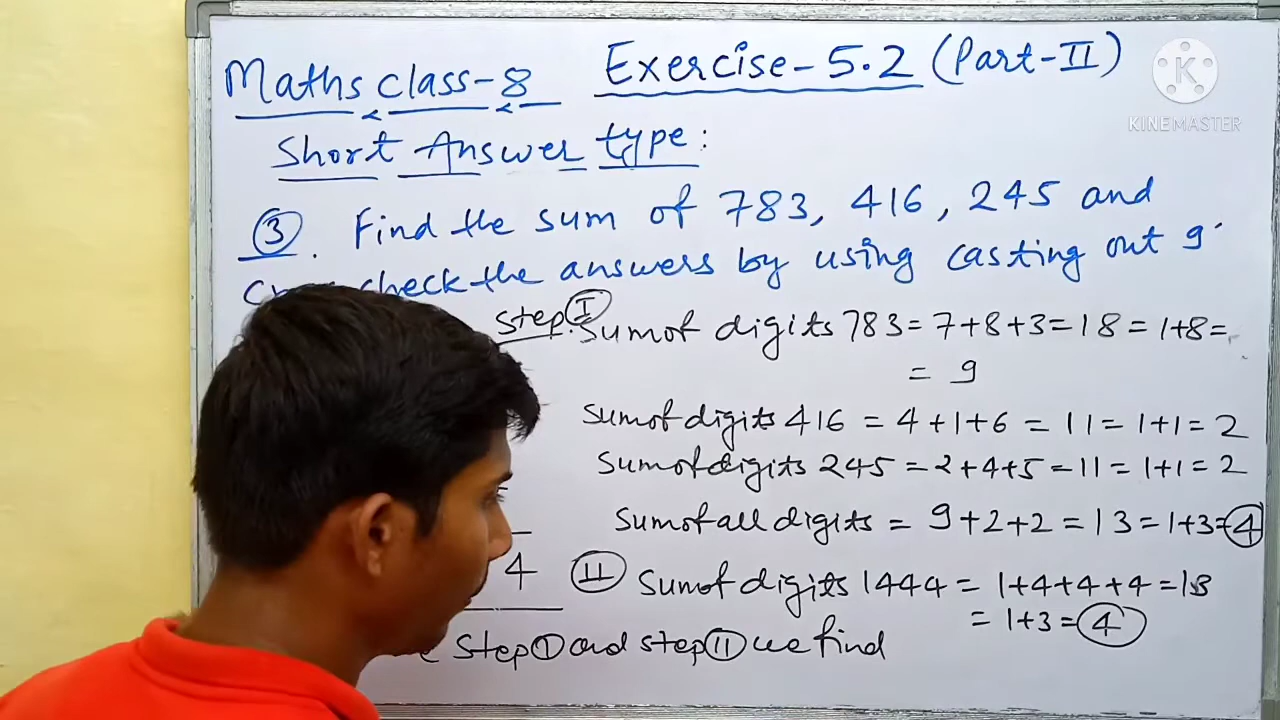 Maths class-8 Exercise-5.2 (Part-II)
KINEMASTER
Short Answer type:
③. Find the sum of 783, 416, 245 and
check the answers by using casting out 9'
Step: Ⓘ Sum of digits 783 = 7+8+3=18 = 1+8=
= 9
Sum of digits 416 = 4+1+6 = 11 = 1+1 = 2
Sum of digits 245 = 2+4+5 = 11 = 1+1 = 2
Sum of all digits = 9+2+2 = 13 = 1+3=④
4 Ⓘⓘ Sum of digits 1444 = 1+4+4+4 = 13
= 1+3 = ④
Step Ⓘ and step ⓘⓘ we find